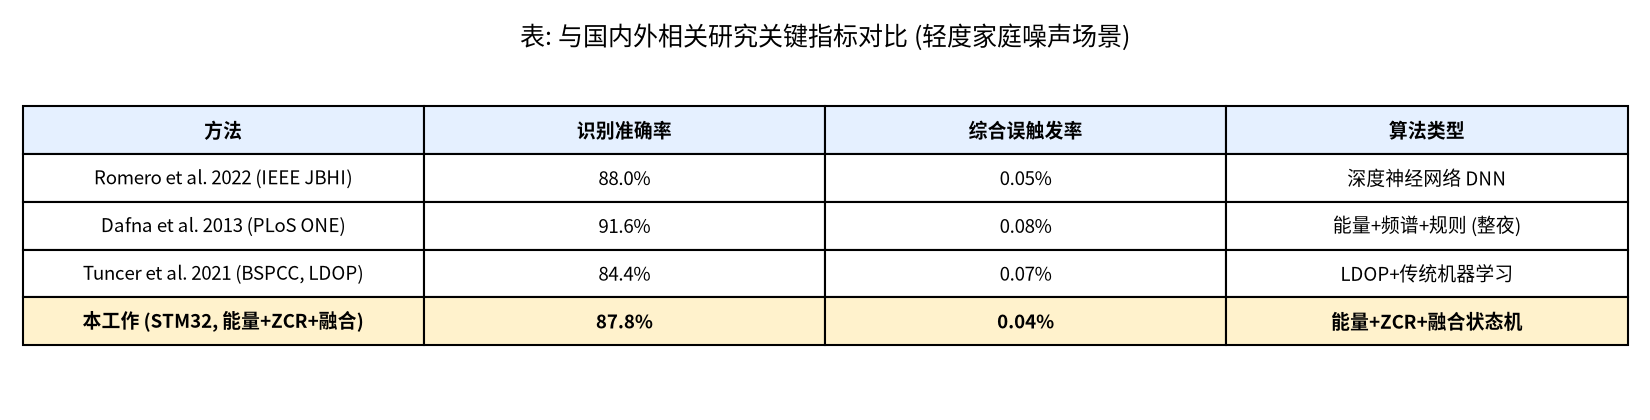 表: 与国内外相关研究关键指标对比 (轻度家庭噪声场景)
方法 识别准确率 综合误触发率 算法类型
Romero et al. 2022 (IEEE JBHI) 88.0% 0.05% 深度神经网络 DNN
Dafna et al. 2013 (PLoS ONE) 91.6% 0.08% 能量+频谱+规则 (整夜)
Tuncer et al. 2021 (BSPCC, LDOP) 84.4% 0.07% LDOP+传统机器学习
本工作 (STM32, 能量+ZCR+融合) 87.8% 0.04% 能量+ZCR+融合状态机